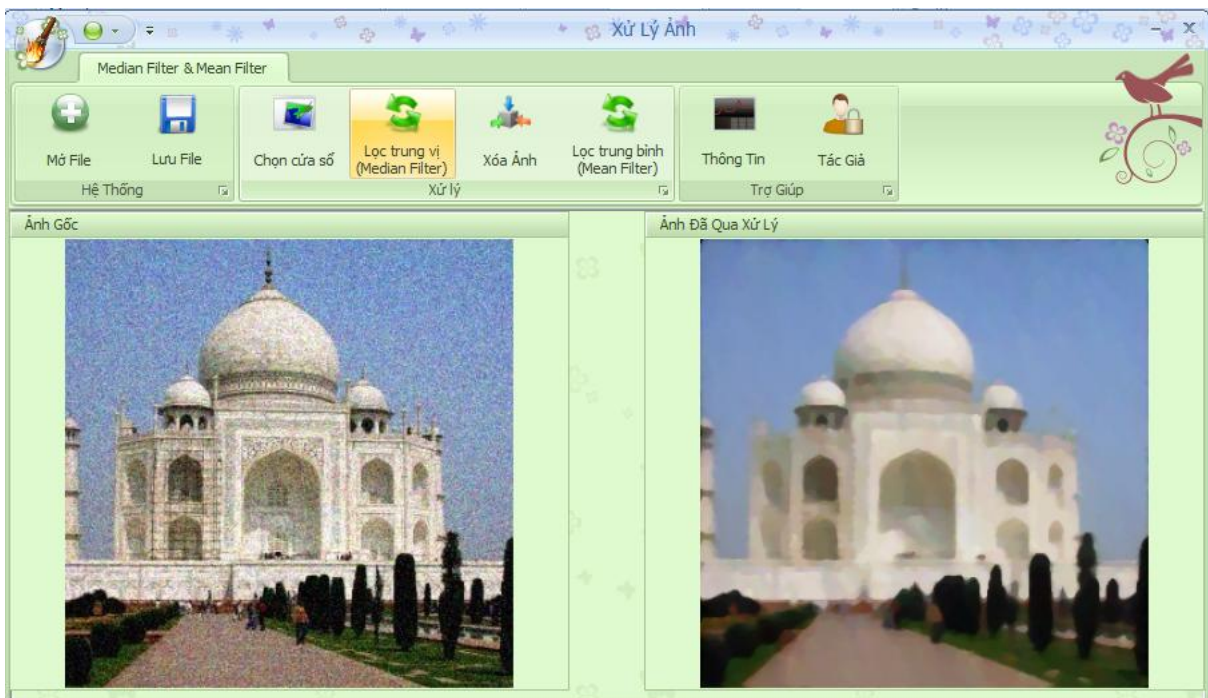 Xử Lý Ảnh
Median Filter & Mean Filter
Mở File
Lưu File
Chọn cửa sổ
Lọc trung vị
(Median Filter)
Xóa Ảnh
Lọc trung bình
(Mean Filter)
Thông Tin
Tác Giả
Hệ Thống
Xử lý
Trợ Giúp
Ảnh Gốc
Ảnh Đã Qua Xử Lý